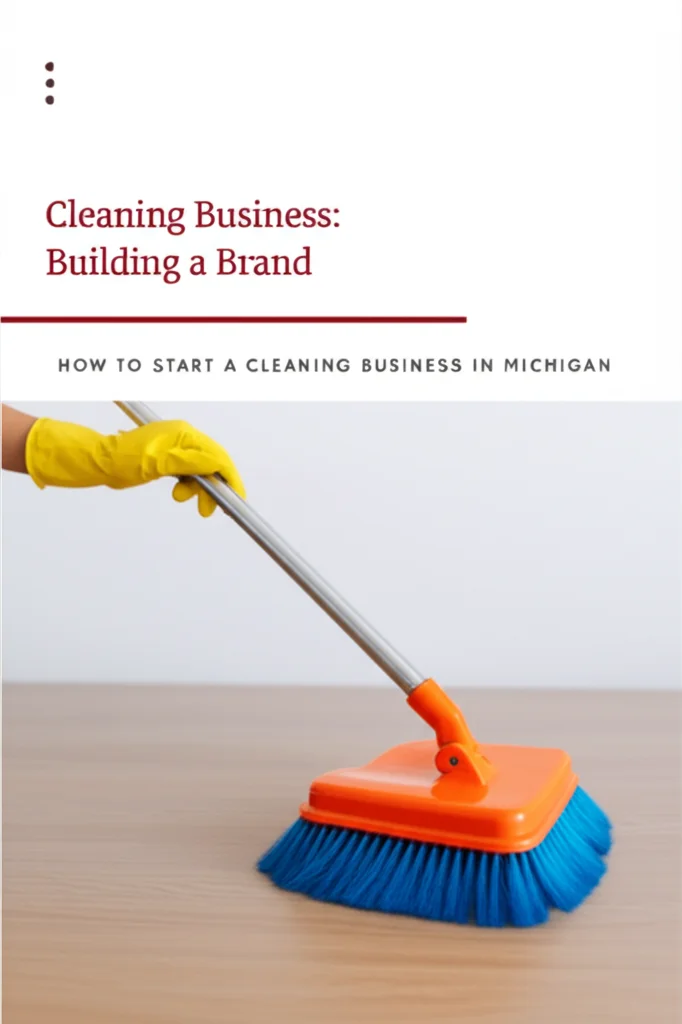 Cleaning Business:
Building a Brand
HOW TO START A CLEANING BUSINESS IN MICHIGAN